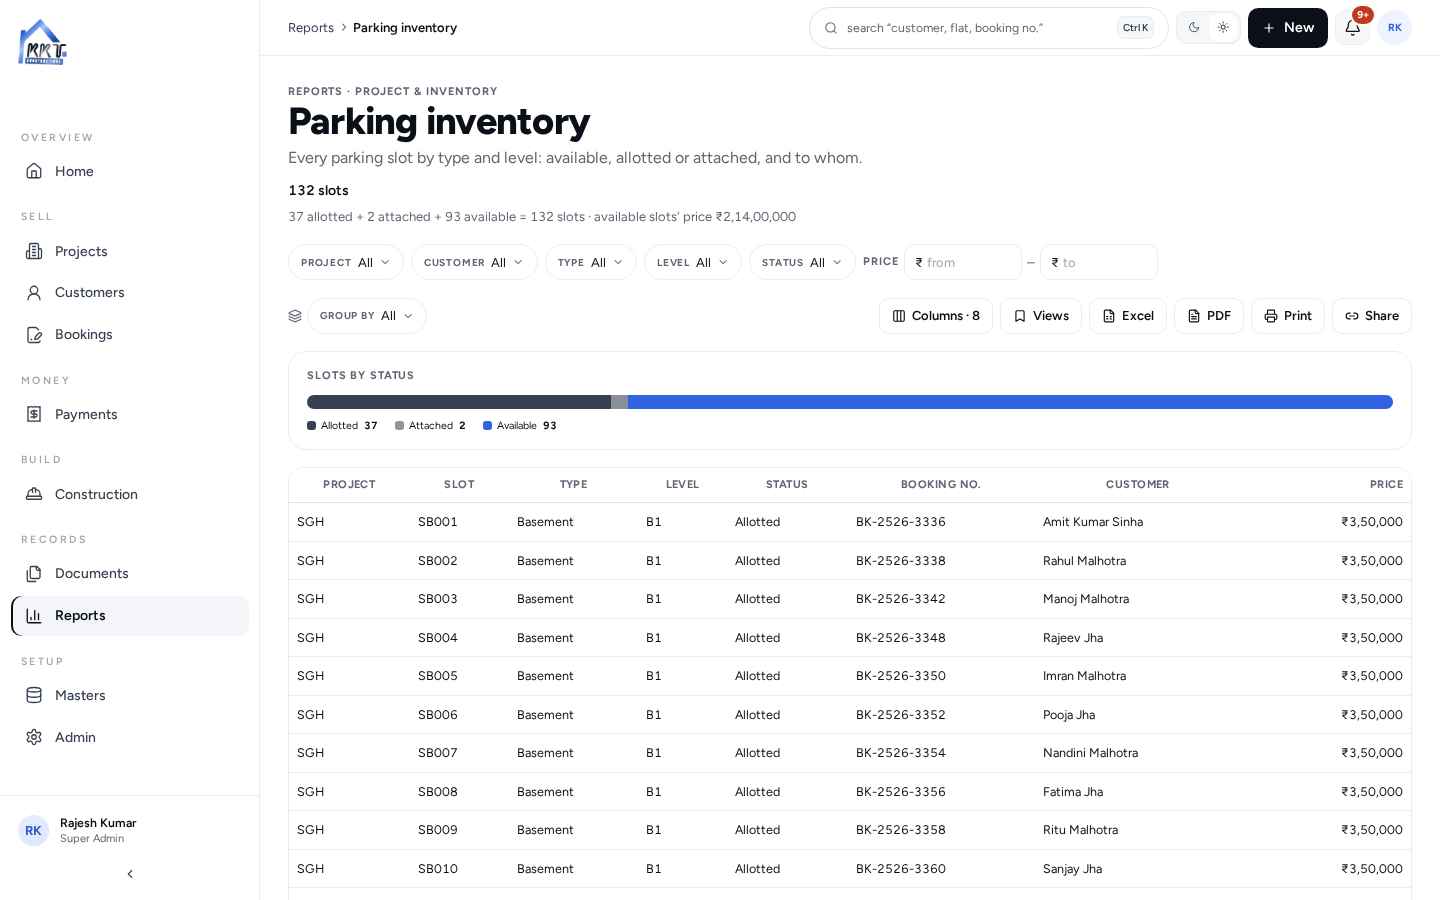 RKT
CONSTRUCTIONS
Reports > Parking inventory
search “customer, flat, booking no.”
Ctrl K
+ New
9+
RK
OVERVIEW
Home
SELL
Projects
Customers
Bookings
MONEY
Payments
BUILD
Construction
RECORDS
Documents
Reports
SETUP
Masters
Admin
RK
Rajesh Kumar
Super Admin
REPORTS · PROJECT & INVENTORY
Parking inventory
Every parking slot by type and level: available, allotted or attached, and to whom.
132 slots
37 allotted + 2 attached + 93 available = 132 slots · available slots’ price ₹2,14,00,000
PROJECT All CUSTOMER All TYPE All LEVEL All STATUS All PRICE ₹ from – ₹ to
GROUP BY All Columns · 8 Views Excel PDF Print Share
SLOTS BY STATUS
Allotted 37 Attached 2 Available 93
PROJECT SLOT TYPE LEVEL STATUS BOOKING NO. CUSTOMER PRICE
SGH SB001 Basement B1 Allotted BK-2526-3336 Amit Kumar Sinha ₹3,50,000
SGH SB002 Basement B1 Allotted BK-2526-3338 Rahul Malhotra ₹3,50,000
SGH SB003 Basement B1 Allotted BK-2526-3342 Manoj Malhotra ₹3,50,000
SGH SB004 Basement B1 Allotted BK-2526-3348 Rajeev Jha ₹3,50,000
SGH SB005 Basement B1 Allotted BK-2526-3350 Imran Malhotra ₹3,50,000
SGH SB006 Basement B1 Allotted BK-2526-3352 Pooja Jha ₹3,50,000
SGH SB007 Basement B1 Allotted BK-2526-3354 Nandini Malhotra ₹3,50,000
SGH SB008 Basement B1 Allotted BK-2526-3356 Fatima Jha ₹3,50,000
SGH SB009 Basement B1 Allotted BK-2526-3358 Ritu Malhotra ₹3,50,000
SGH SB010 Basement B1 Allotted BK-2526-3360 Sanjay Jha ₹3,50,000